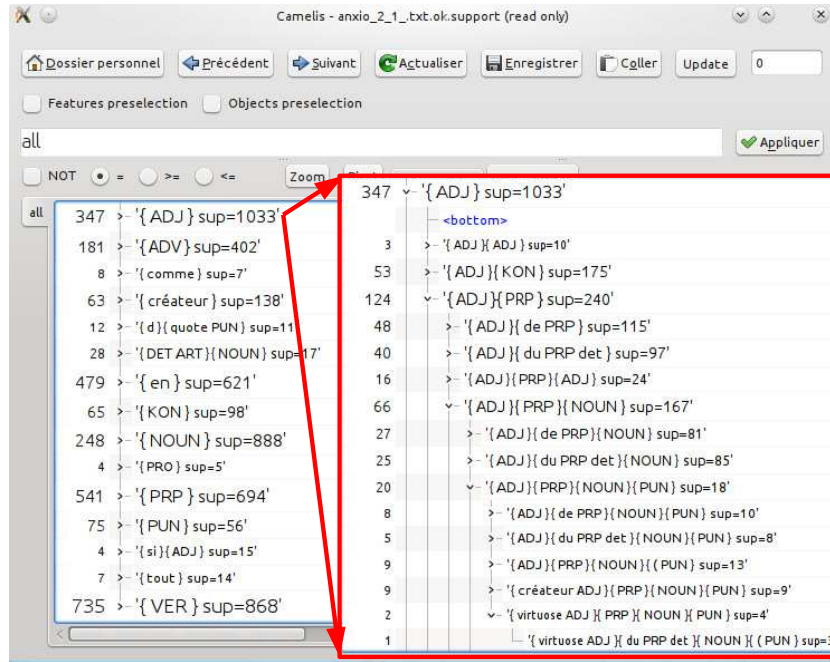 Camelis - anxio_2_1_.txt.ok.support (read only)
Dossier personnel Précédent Suivant Actualiser Enregistrer Coller Update 0
Features preselection Objects preselection
all
Appliquer
NOT = >= <= Zoom
all
347 '{ ADJ } sup=1033'
181 '{ADV} sup=402'
8 '{ comme } sup=7'
63 '{ créateur } sup=138'
12 '{ d }{ quote PUN } sup=11
28 '{DET ART}{NOUN } sup=17'
479 '{ en } sup=621'
65 '{ KON } sup=98'
248 '{ NOUN } sup=888'
4 '{ PRO } sup=5'
541 '{ PRP } sup=694'
75 '{ PUN } sup=56'
4 '{ si }{ ADJ } sup=15'
7 '{ tout } sup=14'
735 '{ VER } sup=868'
347 '{ ADJ } sup=1033'
<bottom>
3 '{ ADJ }{ ADJ } sup=10'
53 '{ ADJ }{ KON } sup=175'
124 '{ADJ }{PRP } sup=240'
48 '{ ADJ }{ de PRP } sup=115'
40 '{ ADJ }{ du PRP det } sup=97'
16 '{ADJ }{PRP }{ADJ } sup=24'
66 '{ ADJ }{ PRP }{ NOUN } sup=167'
27 '{ADJ }{ de PRP }{NOUN } sup=81'
25 '{ADJ }{ du PRP det }{ NOUN } sup=85'
20 '{ADJ }{PRP }{NOUN }{PUN } sup=18'
8 '{ADJ }{ de PRP }{NOUN }{PUN } sup=10'
5 '{ADJ }{ du PRP det }{NOUN }{PUN } sup=8'
9 '{ADJ }{PRP }{NOUN }{ ( PUN } sup=13'
9 '{ créateur ADJ }{PRP }{NOUN }{PUN } sup=9'
2 '{ virtuose ADJ }{ PRP }{ NOUN }{ PUN } sup=4'
1 '{ virtuose ADJ }{ du PRP det }{ NOUN }{ ( PUN } sup=3